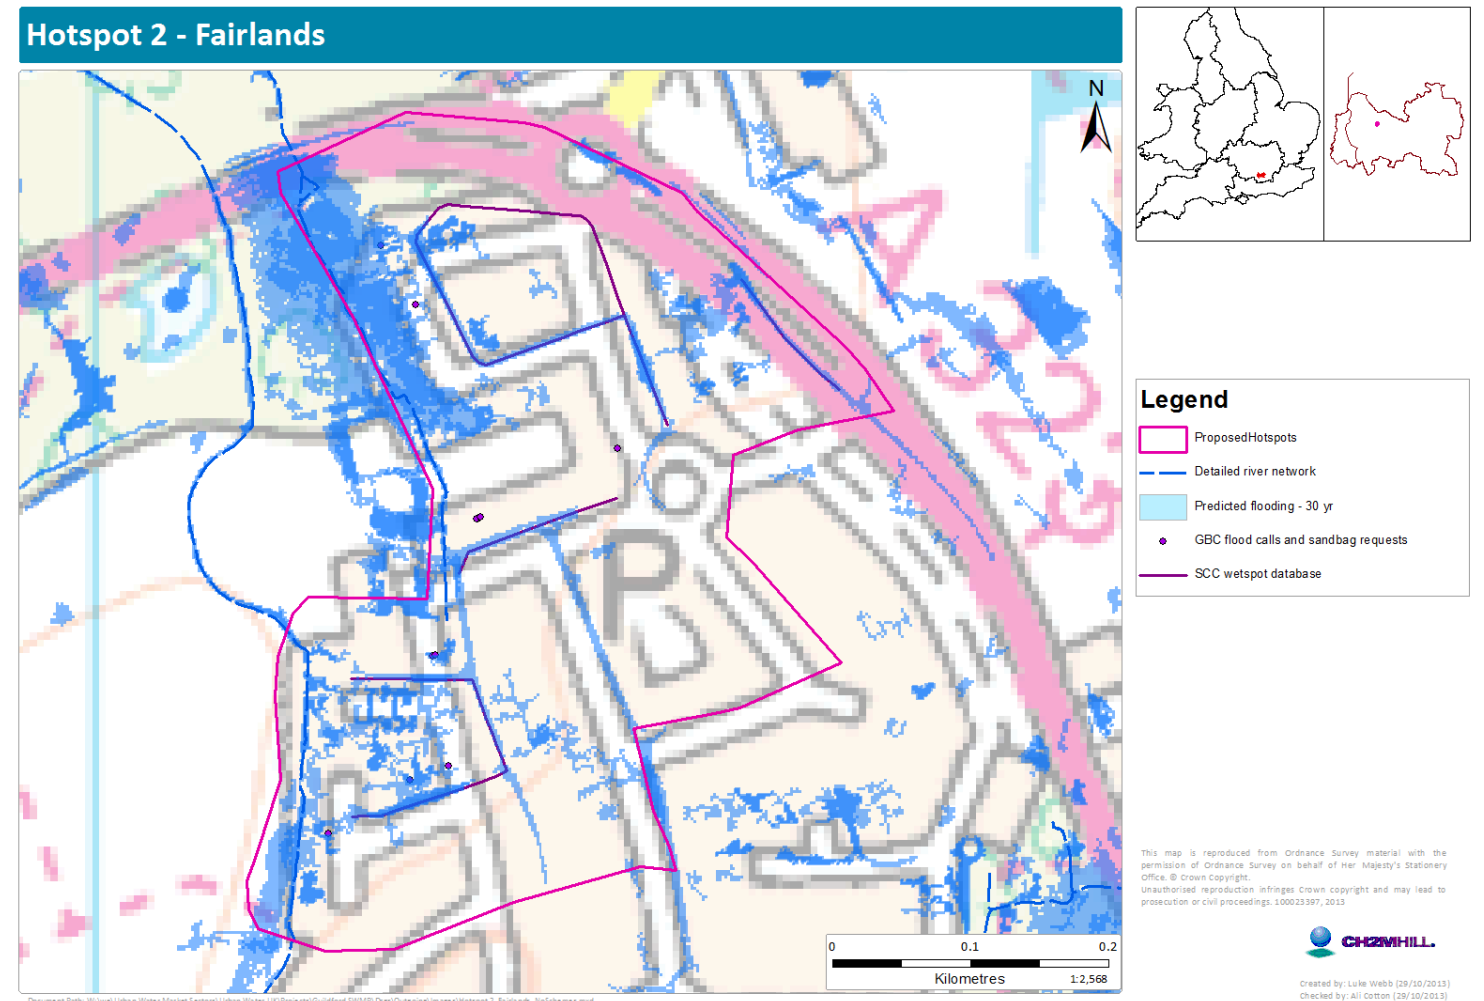 Hotspot 2 - Fairlands
N
A
323
P
Legend
ProposedHotspots
Detailed river network
Predicted flooding - 30 yr
GBC flood calls and sandbag requests
SCC wetspot database
This map is reproduced from Ordnance Survey material with the
permission of Ordnance Survey on behalf of Her Majesty's Stationery
Office. © Crown Copyright.
Unauthorised reproduction infringes Crown copyright and may lead to
prosecution or civil proceedings. 100023397, 2013
CH2MHILL.
0 0.1 0.2
Kilometres 1:2,568
Created by: Luke Webb (29/10/2013)
Checked by: Ali Cotton (29/10/2013)